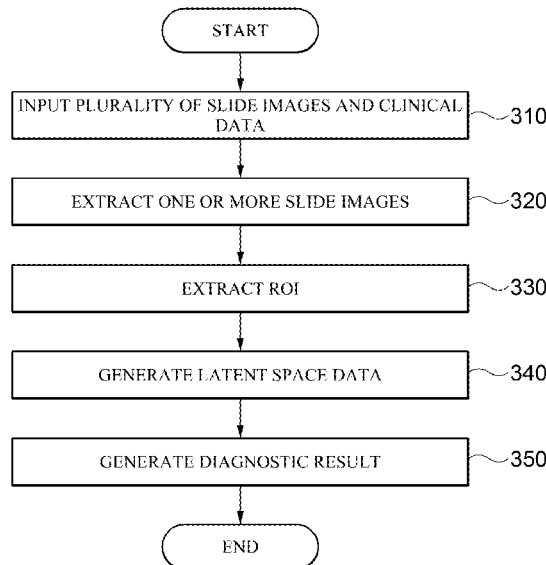 START
INPUT PLURALITY OF SLIDE IMAGES AND CLINICAL
DATA
310
EXTRACT ONE OR MORE SLIDE IMAGES
320
EXTRACT ROI
330
GENERATE LATENT SPACE DATA
340
GENERATE DIAGNOSTIC RESULT
350
END